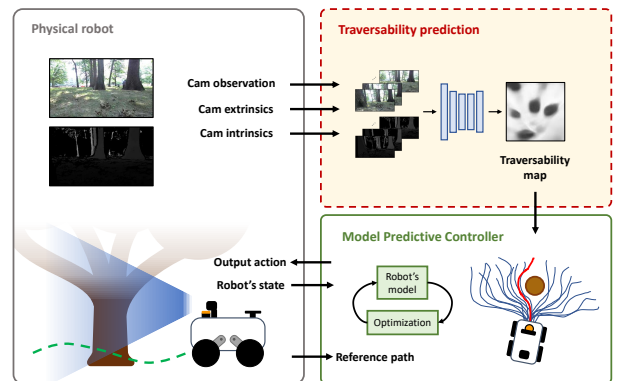 Physical robot
Traversability prediction
Cam observation
Cam extrinsics
Cam intrinsics
Traversability
map
Model Predictive Controller
Output action
Robot's state
Robot's
model
Optimization
Reference path